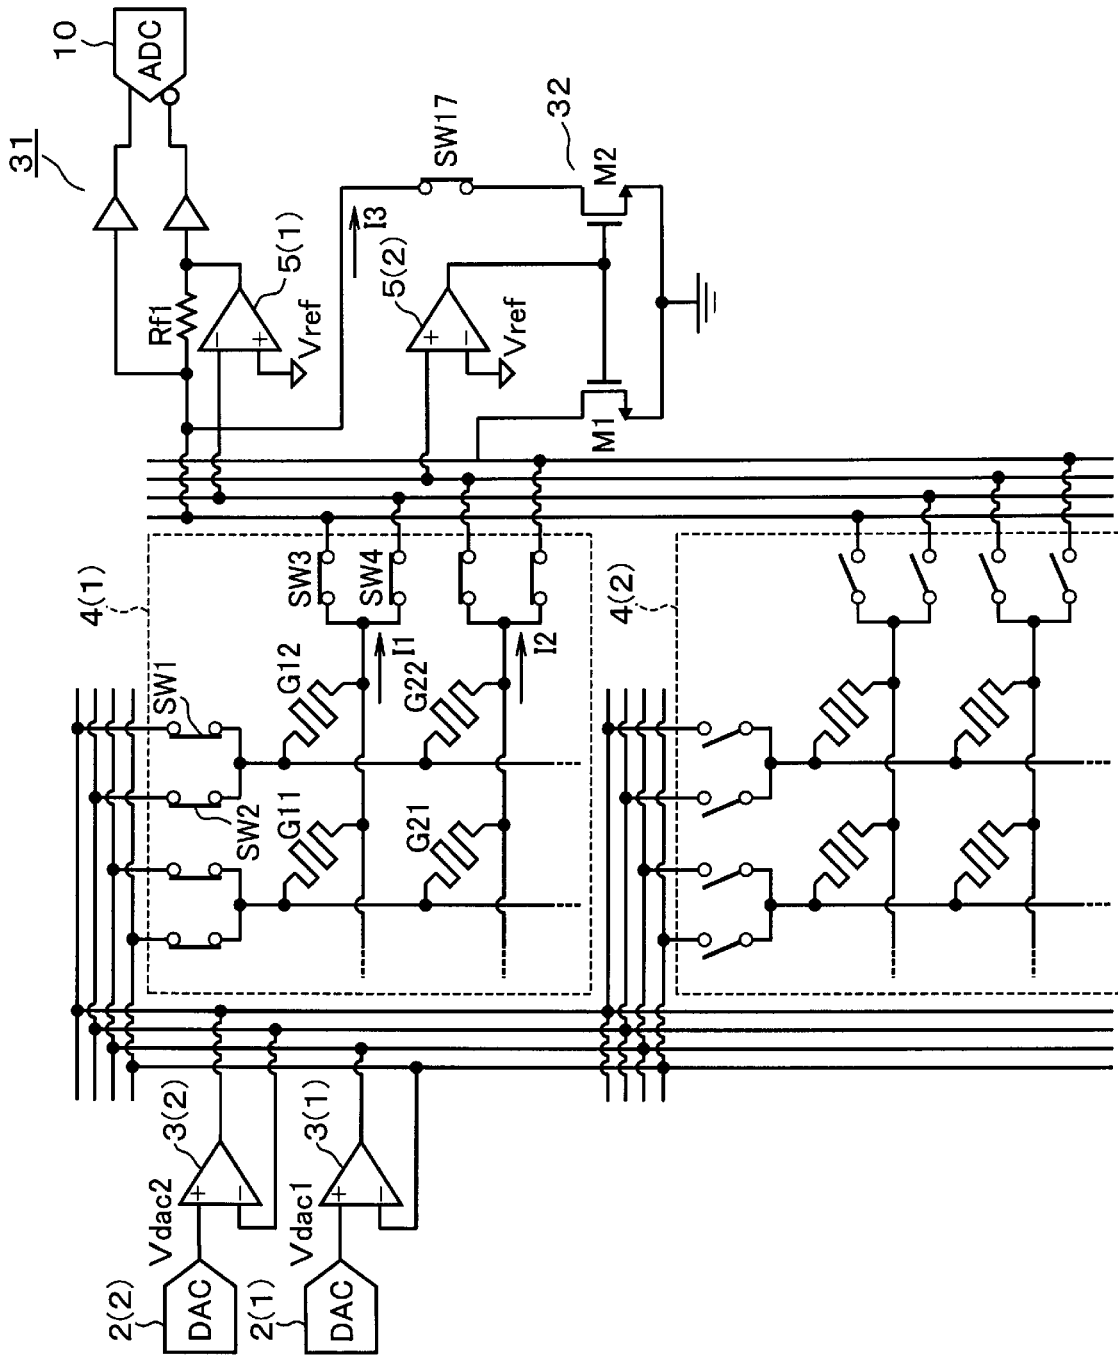 10
ADC
31
SW17
32
M2
I3
5(1)
Rf1
−
+
Vref
5(2)
+
−
Vref
M1
4(1)
SW3
SW4
I1
I2
SW1
G12
G22
SW2
G11
G21
4(2)
3(2)
Vdac2
+
−
3(1)
Vdac1
+
−
2(2)
DAC
2(1)
DAC